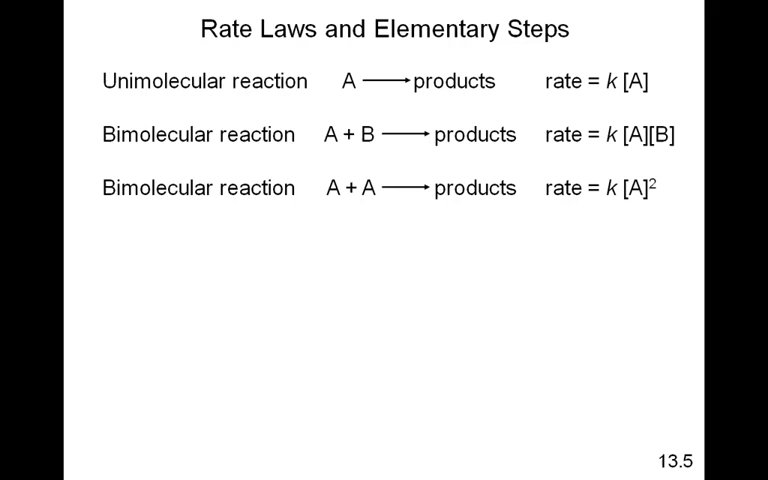 Rate Laws and Elementary Steps
Unimolecular reaction A ⟶ products rate = k [A]
Bimolecular reaction A + B ⟶ products rate = k [A][B]
Bimolecular reaction A + A ⟶ products rate = k [A]²
13.5